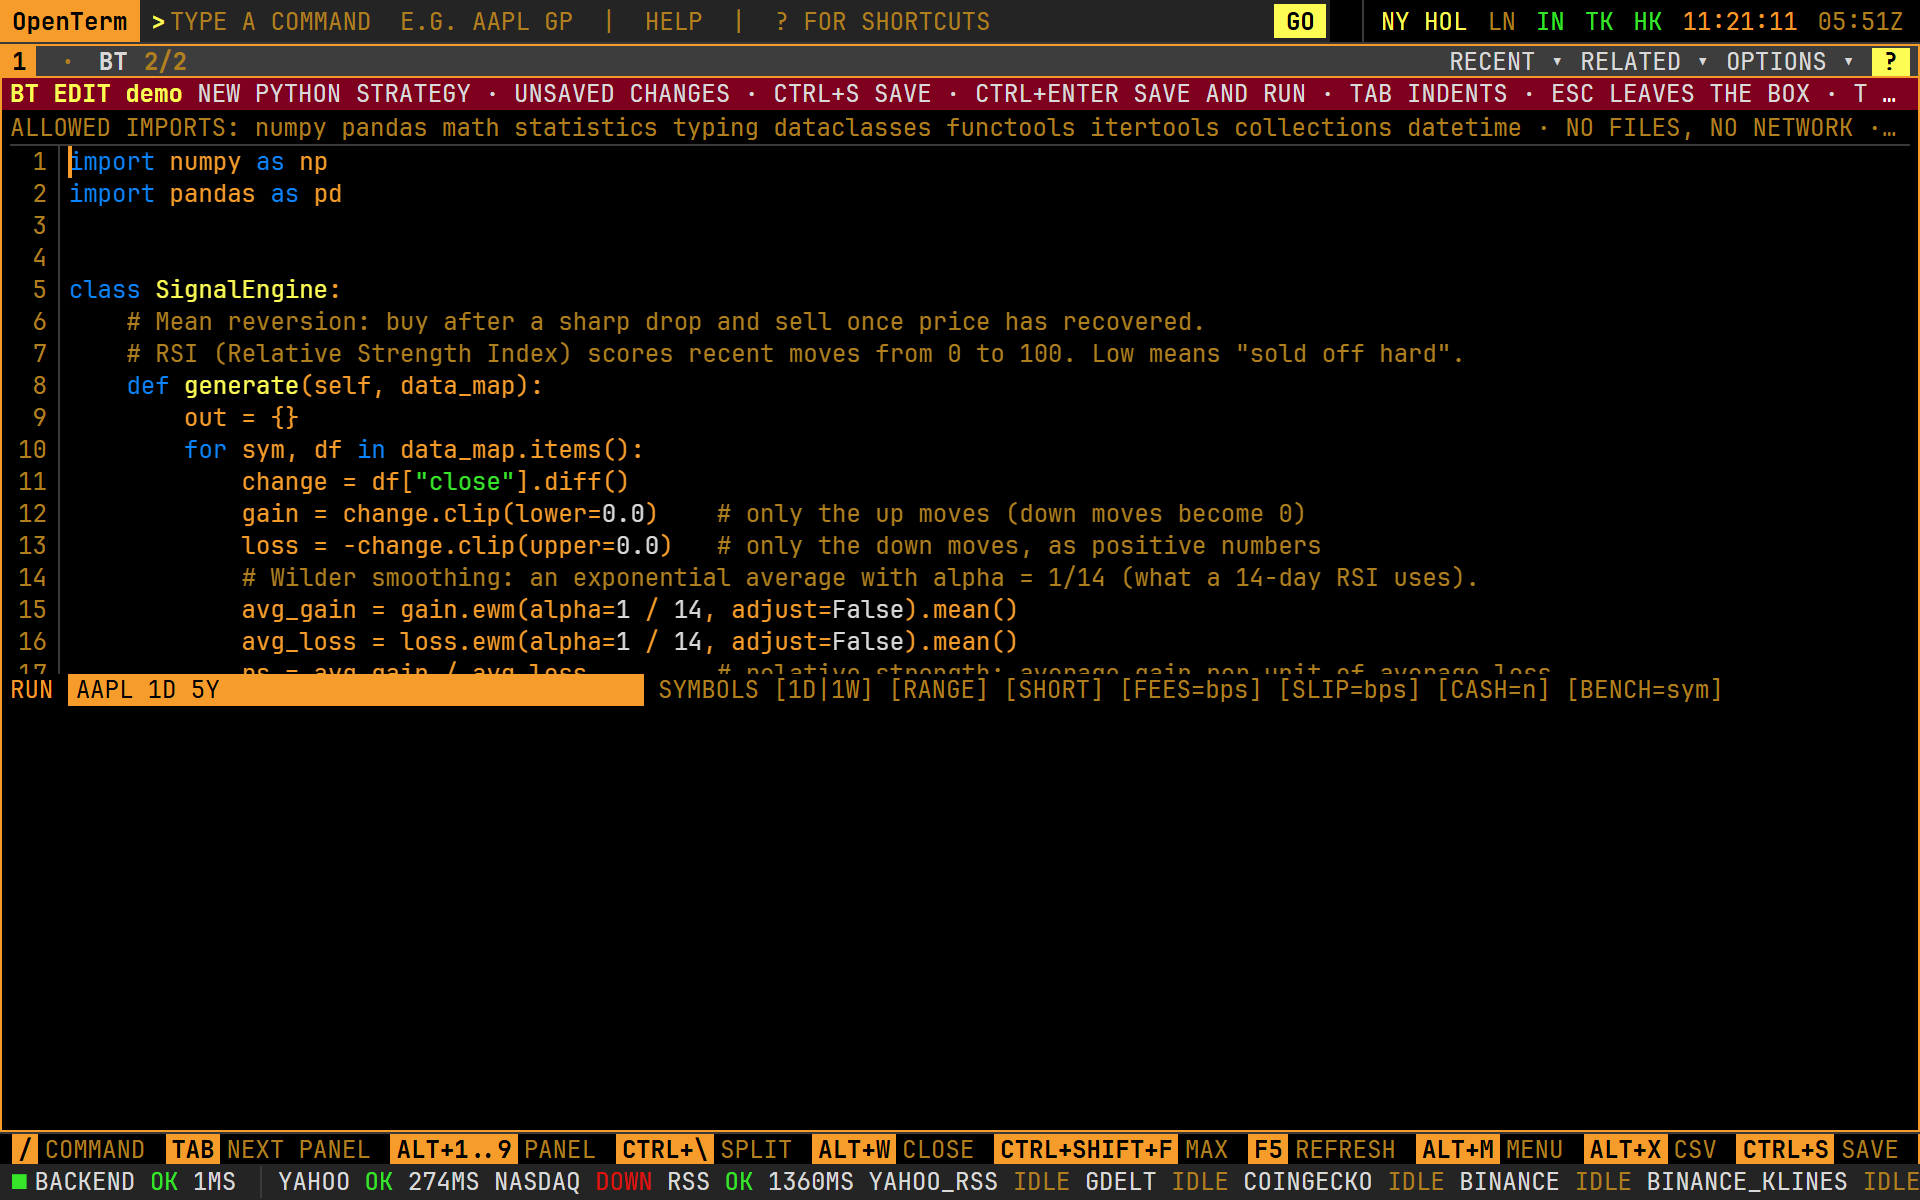 OpenTerm >TYPE A COMMAND E.G. AAPL GP | HELP | ? FOR SHORTCUTS GO NY HOL LN IN TK HK 11:21:11 05:51Z
1 · BT 2/2 RECENT ▾ RELATED ▾ OPTIONS ▾ ?
BT EDIT demo NEW PYTHON STRATEGY · UNSAVED CHANGES · CTRL+S SAVE · CTRL+ENTER SAVE AND RUN · TAB INDENTS · ESC LEAVES THE BOX · T …
ALLOWED IMPORTS: numpy pandas math statistics typing dataclasses functools itertools collections datetime · NO FILES, NO NETWORK ·…
1 import numpy as np
2 import pandas as pd
3
4
5 class SignalEngine:
6     # Mean reversion: buy after a sharp drop and sell once price has recovered.
7     # RSI (Relative Strength Index) scores recent moves from 0 to 100. Low means "sold off hard".
8     def generate(self, data_map):
9         out = {}
10         for sym, df in data_map.items():
11             change = df["close"].diff()
12             gain = change.clip(lower=0.0)    # only the up moves (down moves become 0)
13             loss = -change.clip(upper=0.0)   # only the down moves, as positive numbers
14             # Wilder smoothing: an exponential average with alpha = 1/14 (what a 14-day RSI uses).
15             avg_gain = gain.ewm(alpha=1 / 14, adjust=False).mean()
16             avg_loss = loss.ewm(alpha=1 / 14, adjust=False).mean()
17             rs = avg_gain / avg_loss         # relative strength: average gain per unit of average loss
RUN AAPL 1D 5Y SYMBOLS [1D|1W] [RANGE] [SHORT] [FEES=bps] [SLIP=bps] [CASH=n] [BENCH=sym]
/ COMMAND TAB NEXT PANEL ALT+1..9 PANEL CTRL+\ SPLIT ALT+W CLOSE CTRL+SHIFT+F MAX F5 REFRESH ALT+M MENU ALT+X CSV CTRL+S SAVE
BACKEND OK 1MS YAHOO OK 274MS NASDAQ DOWN RSS OK 1360MS YAHOO_RSS IDLE GDELT IDLE COINGECKO IDLE BINANCE IDLE BINANCE_KLINES IDLE